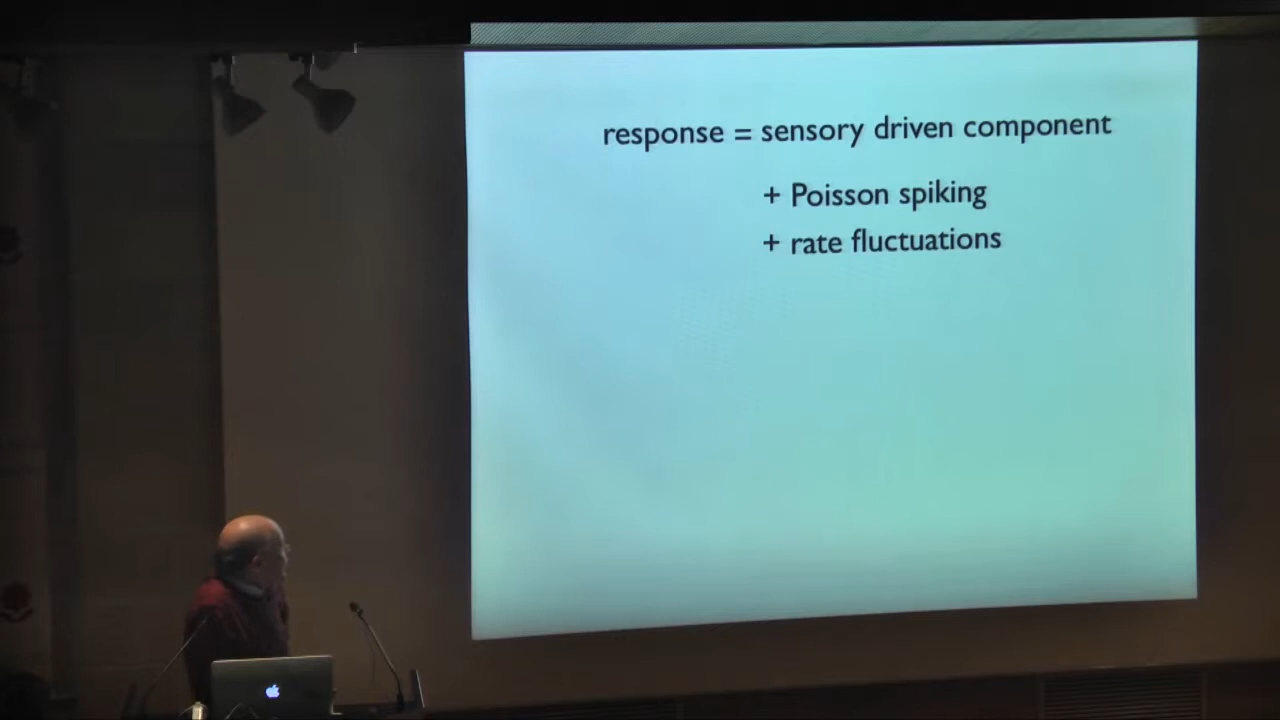 response = sensory driven component
+ Poisson spiking
+ rate fluctuations